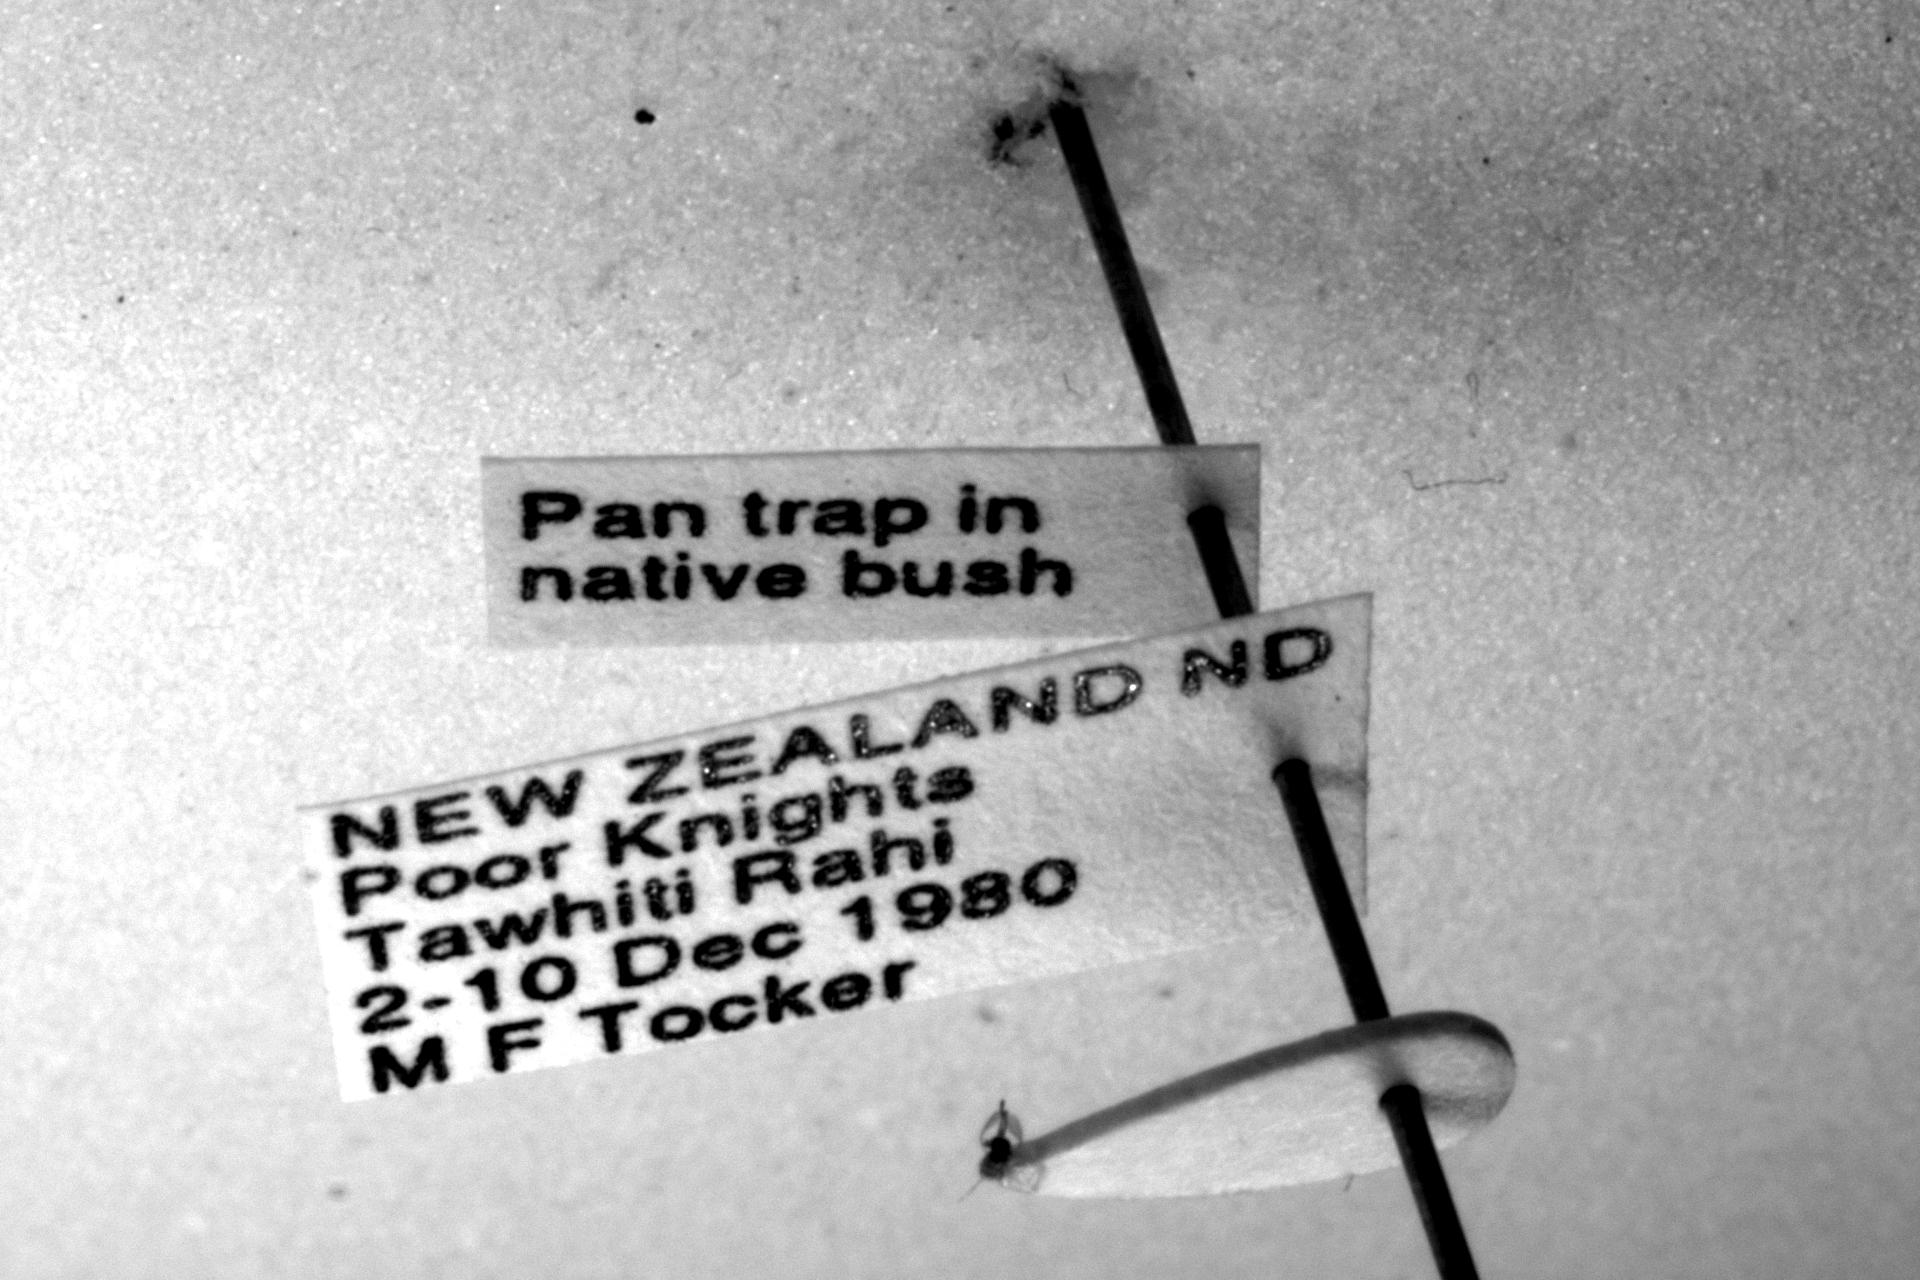 Pan trap in
native bush
NEW ZEALAND ND
Poor Knights
Tawhiti Rahi
2-10 Dec 1980
M F Tocker